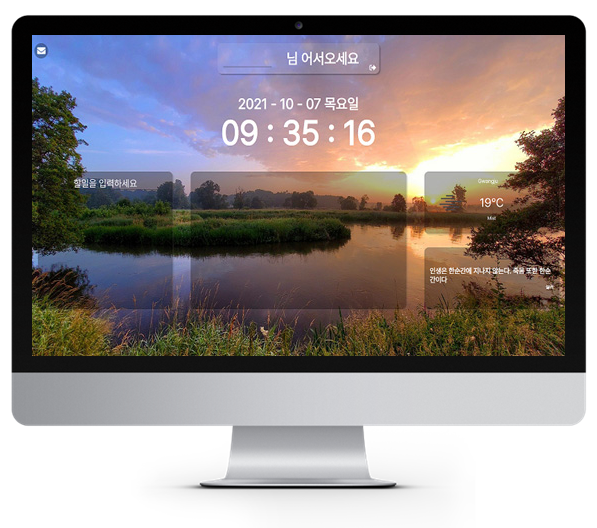 님 어서오세요
2021 - 10 - 07 목요일
09 : 35 : 16
할일을 입력하세요
Gwangju
19°C
Mist
인생은 한순간에 지나지 않는다. 죽음 또한 한순
간이다